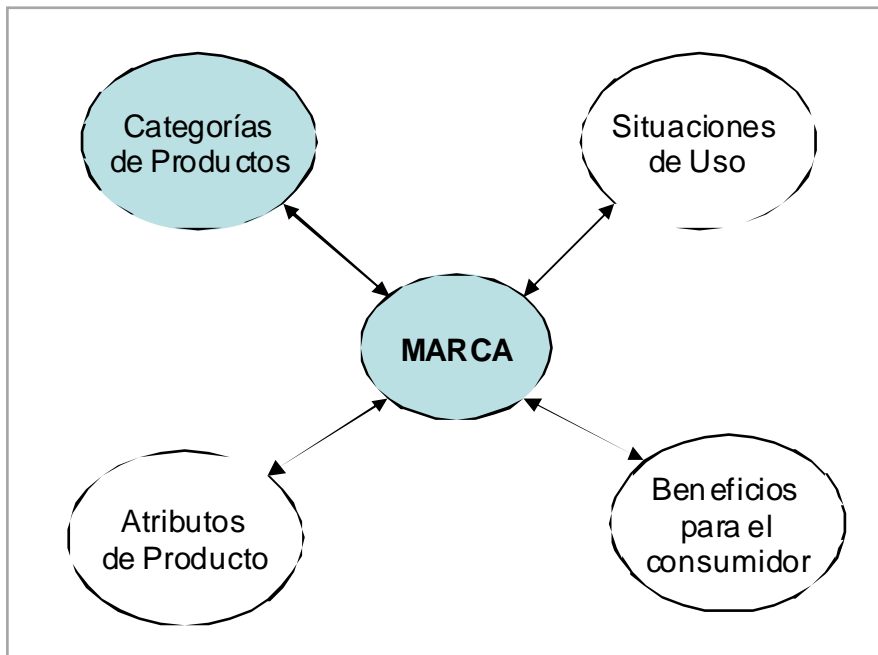 Categorías
de Productos
Situaciones
de Uso
MARCA
Atributos
de Producto
Beneficios
para el
consumidor